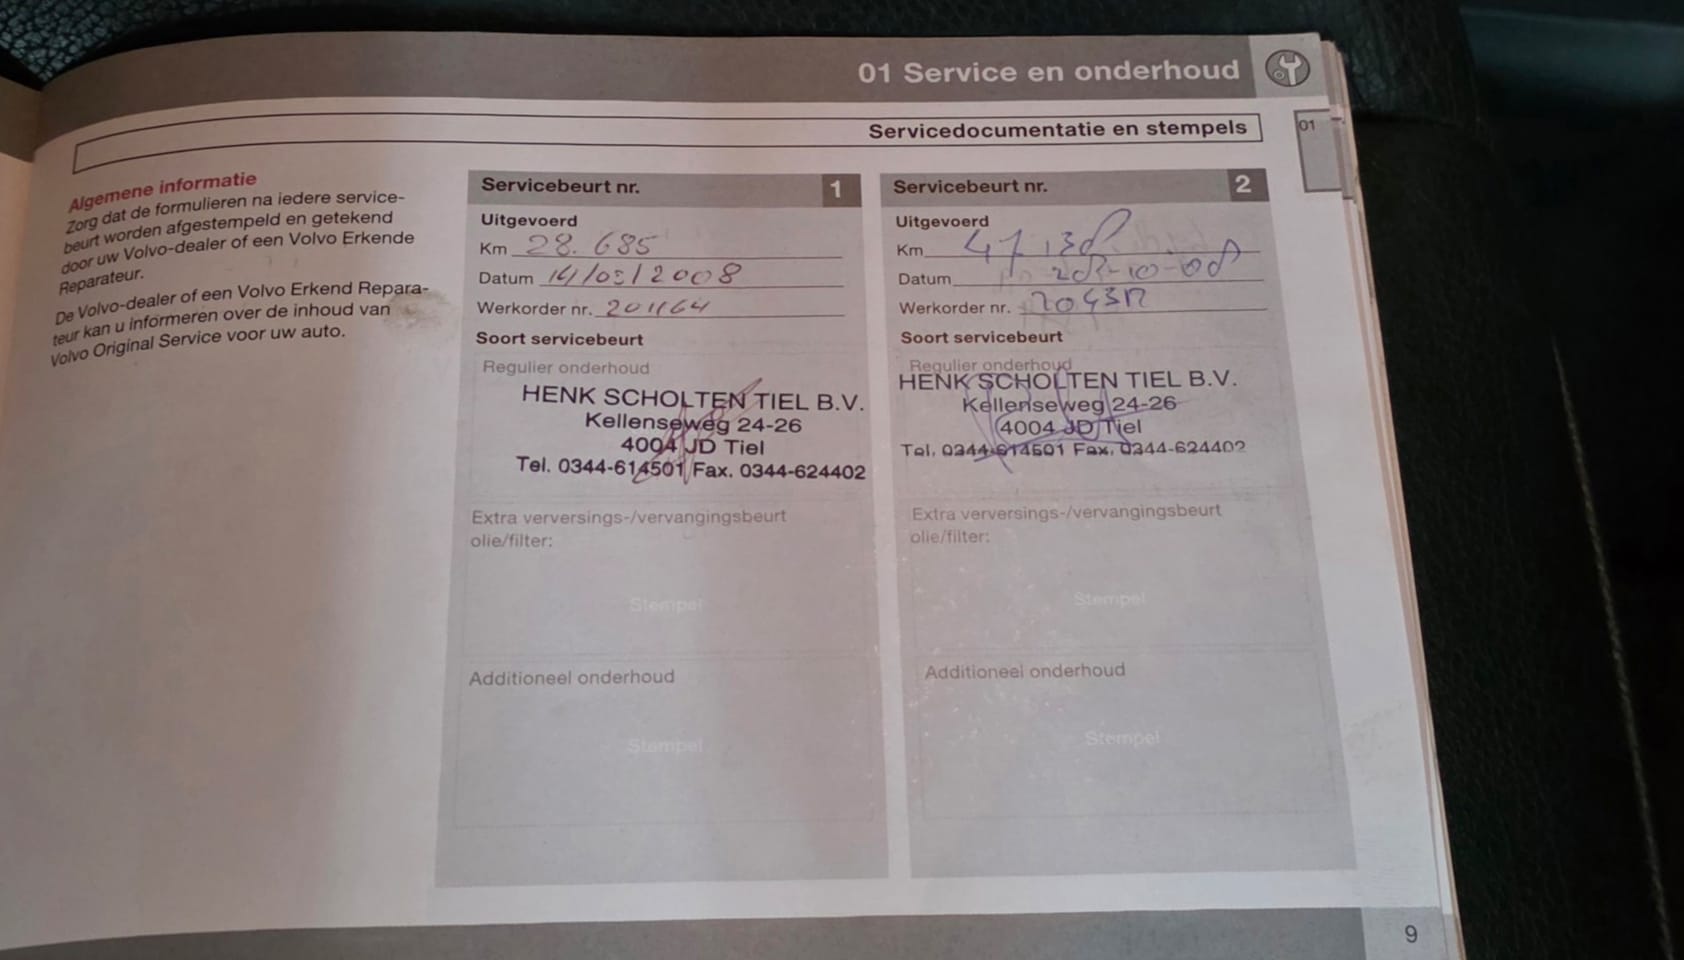 01 Service en onderhoud
Servicedocumentatie en stempels
01
Algemene informatie
Zorg dat de formulieren na iedere service-
beurt worden afgestempeld en getekend
door uw Volvo-dealer of een Volvo Erkende
Reparateur.
De Volvo-dealer of een Volvo Erkend Repara-
teur kan u informeren over de inhoud van
Volvo Original Service voor uw auto.
Servicebeurt nr. 1
Uitgevoerd
Km 28.685
Datum 14/03/2008
Werkorder nr. 201164
Soort servicebeurt
Regulier onderhoud
HENK SCHOLTEN TIEL B.V.
Kellenseweg 24-26
4004 JD Tiel
Tel. 0344-614501 Fax. 0344-624402
Extra verversings-/vervangingsbeurt
olie/filter:
Stempel
Additioneel onderhoud
Stempel
Servicebeurt nr. 2
Uitgevoerd
Km 47.138
Datum 28-10-08
Werkorder nr.
Soort servicebeurt
Regulier onderhoud
HENK SCHOLTEN TIEL B.V.
Kellenseweg 24-26
4004 JD Tiel
Tel. 0344-614501 Fax. 0344-624402
Extra verversings-/vervangingsbeurt
olie/filter:
Stempel
Additioneel onderhoud
Stempel
9